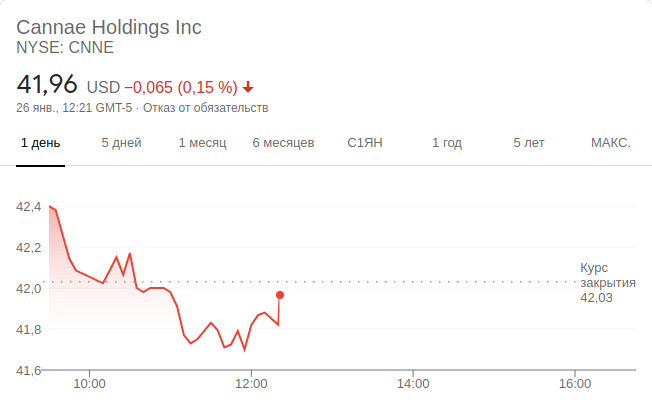 Cannae Holdings Inc
NYSE: CNNE
41,96 USD −0,065 (0,15 %)
26 янв., 12:21 GMT-5 · Отказ от обязательств
1 день 5 дней 1 месяц 6 месяцев С1ЯН 1 год 5 лет МАКС.
42,4
42,2
42,0
41,8
41,6
Курс
закрытия
42,03
10:00 12:00 14:00 16:00